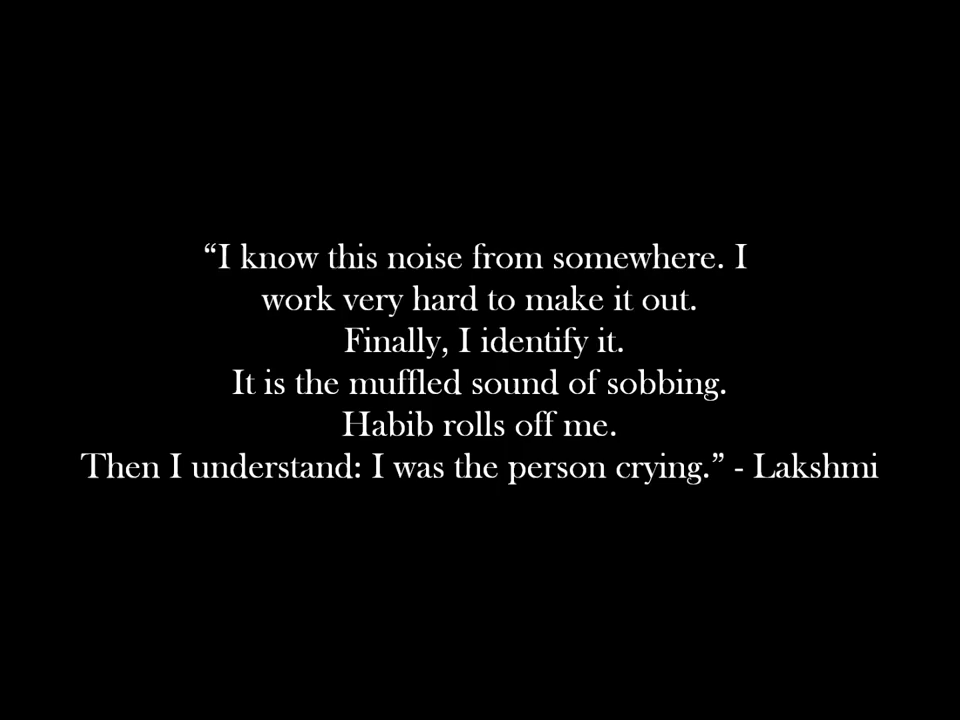 “I know this noise from somewhere. I
work very hard to make it out.
Finally, I identify it.
It is the muffled sound of sobbing.
Habib rolls off me.
Then I understand: I was the person crying.” - Lakshmi